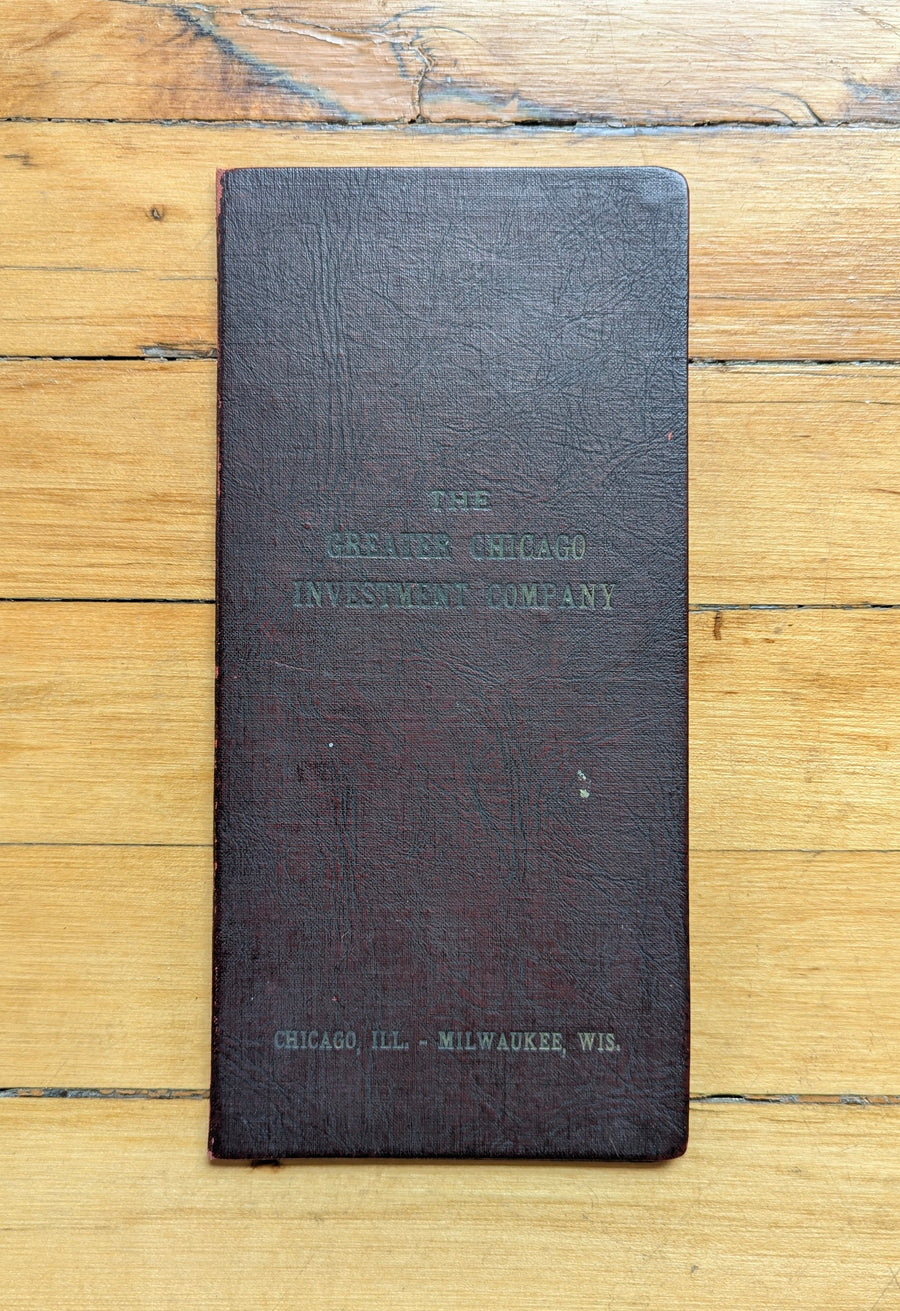 THE
GREATER CHICAGO
INVESTMENT COMPANY
CHICAGO, ILL. - MILWAUKEE, WIS.